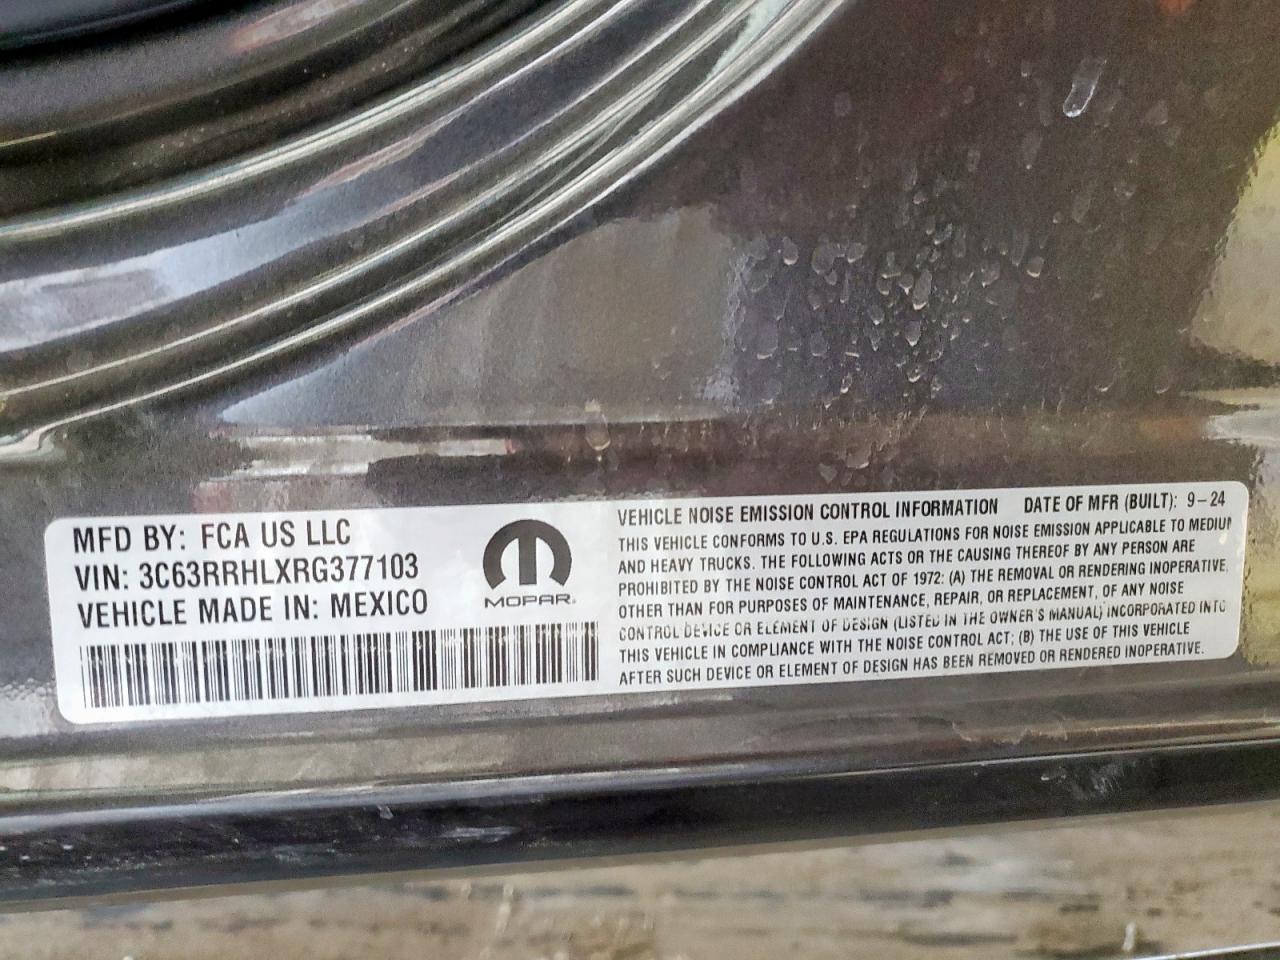 MFD BY: FCA US LLC
VIN: 3C63RRHLXRG377103
VEHICLE MADE IN: MEXICO
MOPAR.
VEHICLE NOISE EMISSION CONTROL INFORMATION DATE OF MFR (BUILT): 9-24
THIS VEHICLE CONFORMS TO U.S. EPA REGULATIONS FOR NOISE EMISSION APPLICABLE TO MEDIUM
AND HEAVY TRUCKS. THE FOLLOWING ACTS OR THE CAUSING THEREOF BY ANY PERSON ARE
PROHIBITED BY THE NOISE CONTROL ACT OF 1972: (A) THE REMOVAL OR RENDERING INOPERATIVE,
OTHER THAN FOR PURPOSES OF MAINTENANCE, REPAIR, OR REPLACEMENT, OF ANY NOISE
CONTROL DEVICE OR ELEMENT OF DESIGN (LISTED IN THE OWNER'S MANUAL) INCORPORATED INTO
THIS VEHICLE IN COMPLIANCE WITH THE NOISE CONTROL ACT; (B) THE USE OF THIS VEHICLE
AFTER SUCH DEVICE OR ELEMENT OF DESIGN HAS BEEN REMOVED OR RENDERED INOPERATIVE.